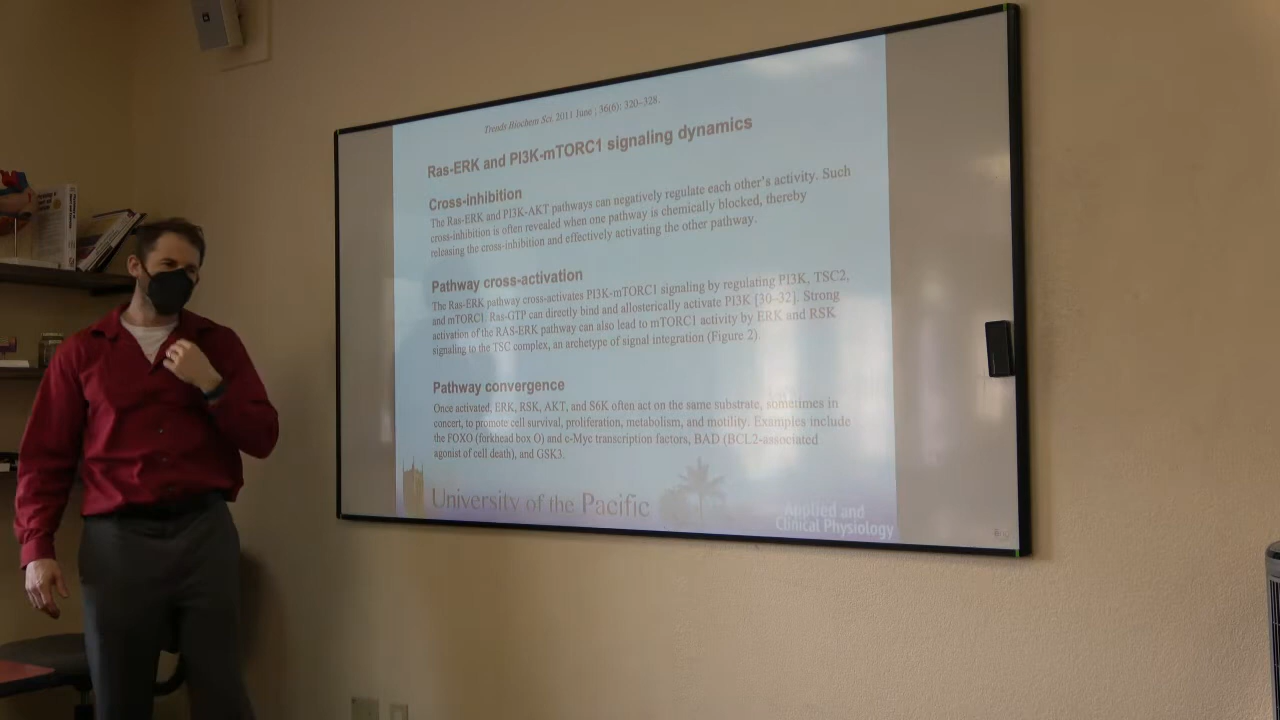 Trends Biochem Sci. 2011 June ; 36(6): 320–328.
Ras-ERK and PI3K-mTORC1 signaling dynamics
Cross-inhibition
The Ras-ERK and PI3K-AKT pathways can negatively regulate each other's activity. Such
cross-inhibition is often revealed when one pathway is chemically blocked, thereby
releasing the cross-inhibition and effectively activating the other pathway.
Pathway cross-activation
The Ras-ERK pathway cross-activates PI3K-mTORC1 signaling by regulating PI3K, TSC2,
and mTORC1. Ras-GTP can directly bind and allosterically activate PI3K [30–32]. Strong
activation of the RAS-ERK pathway can also lead to mTORC1 activity by ERK and RSK
signaling to the TSC complex, an archetype of signal integration (Figure 2).
Pathway convergence
Once activated, ERK, RSK, AKT, and S6K often act on the same substrate, sometimes in
concert, to promote cell survival, proliferation, metabolism, and motility. Examples include
the FOXO (forkhead box O) and c-Myc transcription factors, BAD (BCL2-associated
agonist of cell death), and GSK3.
University of the Pacific
Applied and
Clinical Physiology